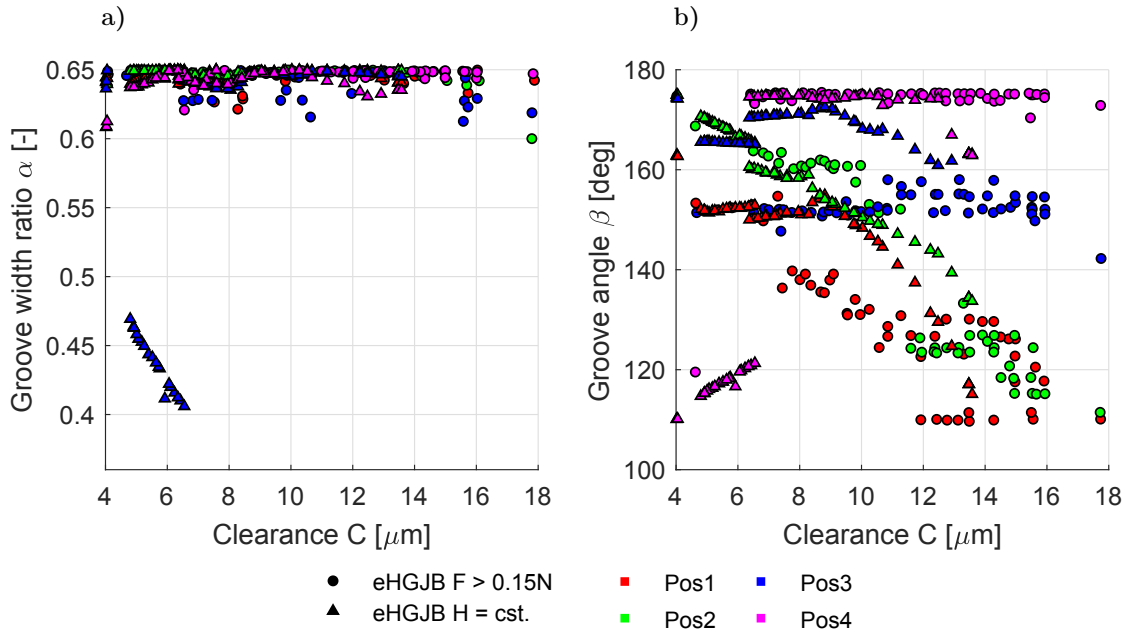 a)
0.65
0.6
0.55
0.5
0.45
0.4
4 6 8 10 12 14 16 18
Groove width ratio α [-]
Clearance C [μm]
b)
180
160
140
120
100
4 6 8 10 12 14 16 18
Groove angle β [deg]
Clearance C [μm]
eHGJB F > 0.15N
eHGJB H = cst.
Pos1
Pos2
Pos3
Pos4